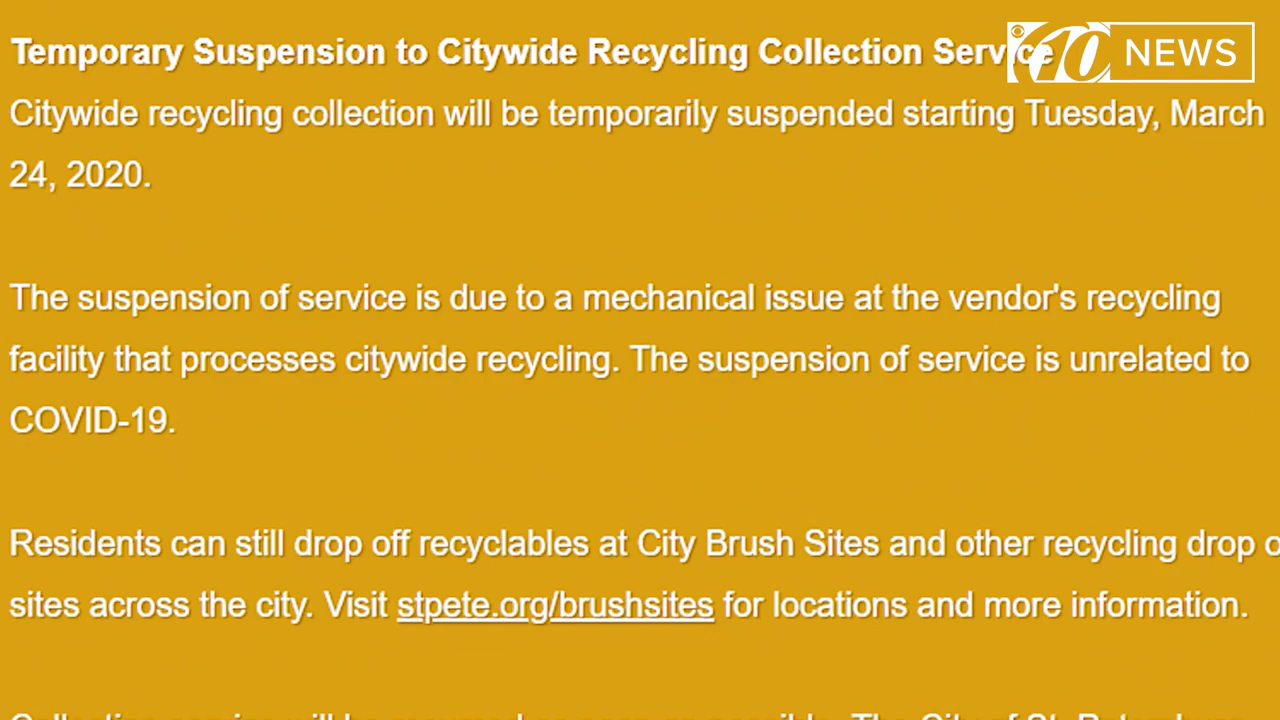 Temporary Suspension to Citywide Recycling Collection Service
10 NEWS
Citywide recycling collection will be temporarily suspended starting Tuesday, March
24, 2020.
The suspension of service is due to a mechanical issue at the vendor's recycling
facility that processes citywide recycling. The suspension of service is unrelated to
COVID-19.
Residents can still drop off recyclables at City Brush Sites and other recycling drop
sites across the city. Visit stpete.org/brushsites for locations and more information.